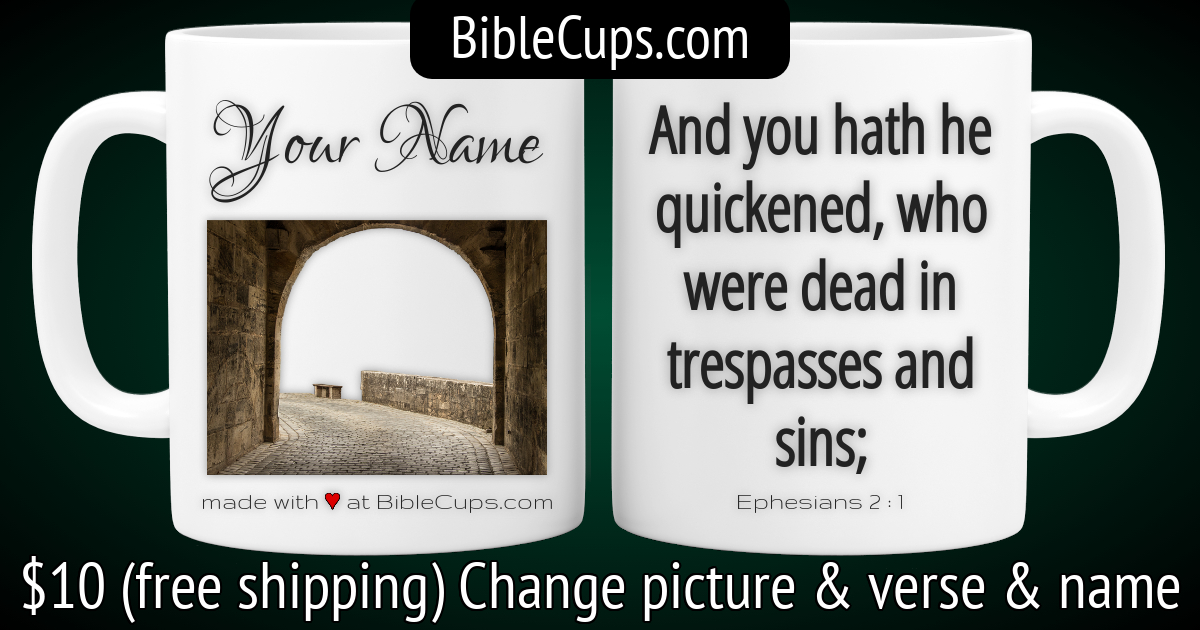 BibleCups.com
Your Name
made with ♥ at BibleCups.com
And you hath he
quickened, who
were dead in
trespasses and
sins;
Ephesians 2 : 1
$10 (free shipping) Change picture & verse & name